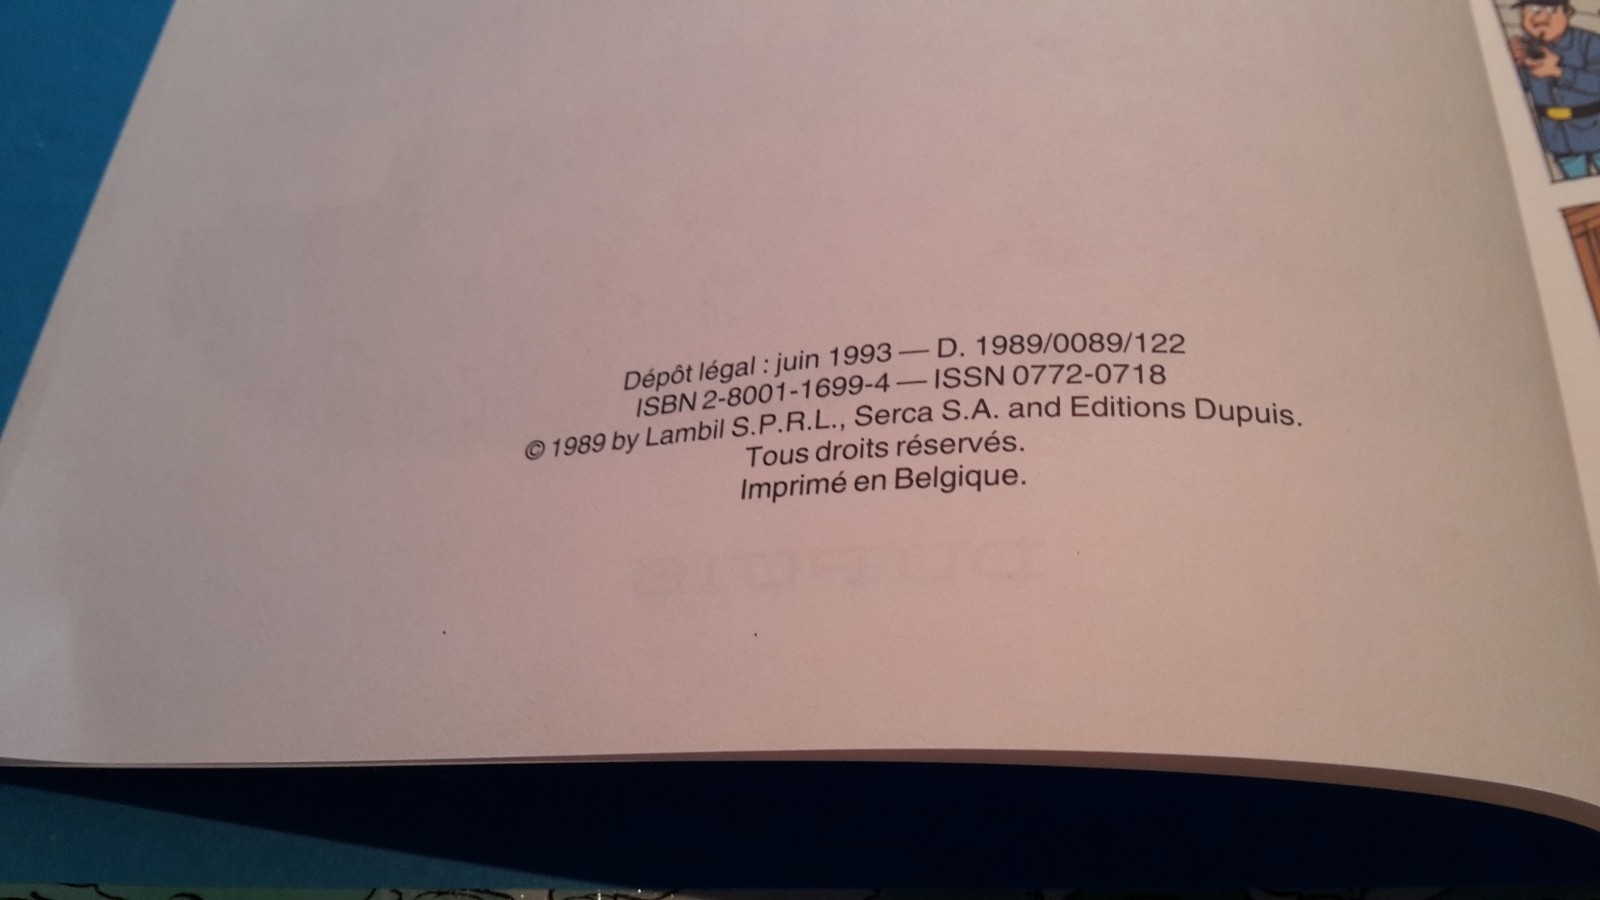 Dépôt légal : juin 1993 — D. 1989/0089/122
ISBN 2-8001-1699-4 — ISSN 0772-0718
© 1989 by Lambil S.P.R.L., Serca S.A. and Editions Dupuis.
Tous droits réservés.
Imprimé en Belgique.